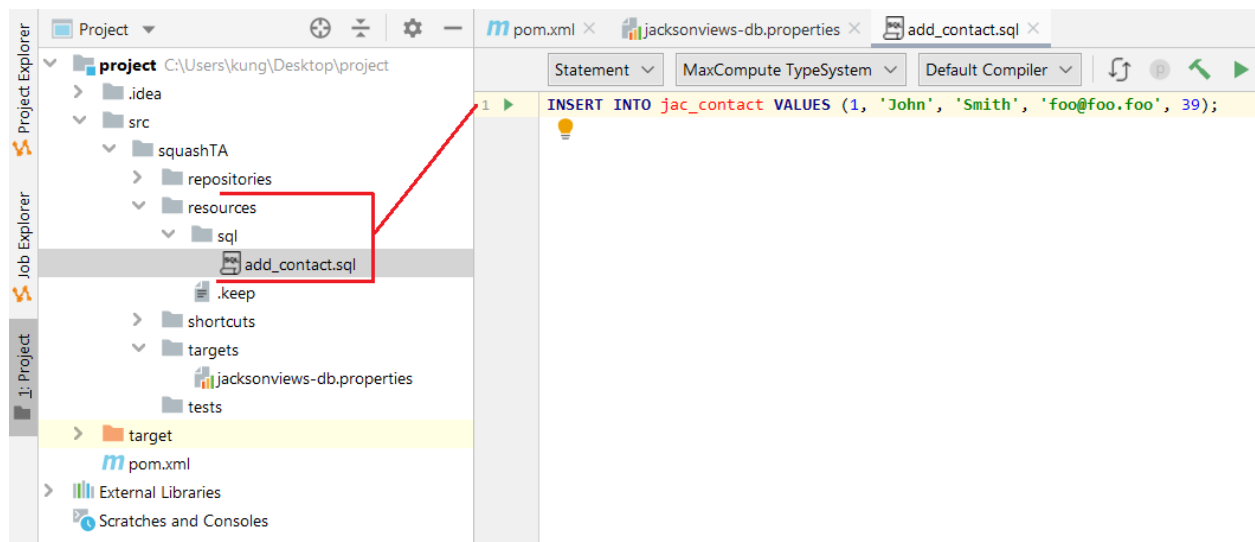 Project Explorer
Job Explorer
1: Project
Project
project C:\Users\kung\Desktop\project
.idea
src
squashTA
repositories
resources
sql
add_contact.sql
.keep
shortcuts
targets
jacksonviews-db.properties
tests
target
pom.xml
External Libraries
Scratches and Consoles
pom.xml jacksonviews-db.properties add_contact.sql
Statement MaxCompute TypeSystem Default Compiler
1 INSERT INTO jac_contact VALUES (1, 'John', 'Smith', 'foo@foo.foo', 39);